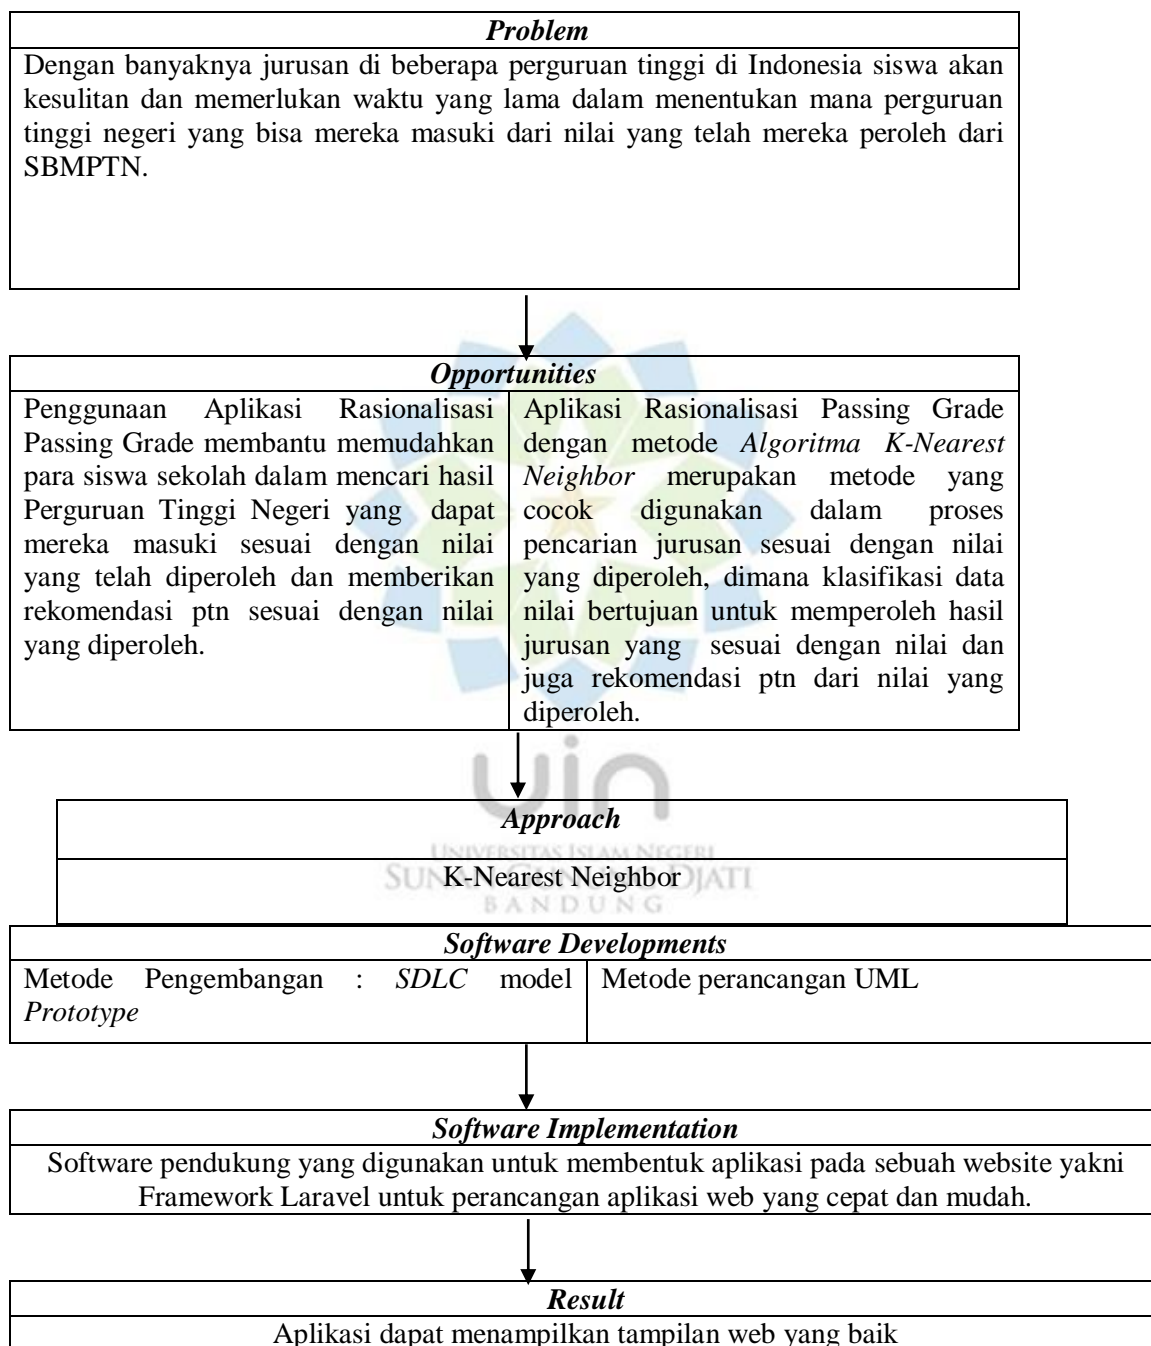 Problem
Dengan banyaknya jurusan di beberapa perguruan tinggi di Indonesia siswa akan
kesulitan dan memerlukan waktu yang lama dalam menentukan mana perguruan
tinggi negeri yang bisa mereka masuki dari nilai yang telah mereka peroleh dari
SBMPTN.
Opportunities
Penggunaan Aplikasi Rasionalisasi
Passing Grade membantu memudahkan
para siswa sekolah dalam mencari hasil
Perguruan Tinggi Negeri yang dapat
mereka masuki sesuai dengan nilai
yang telah diperoleh dan memberikan
rekomendasi ptn sesuai dengan nilai
yang diperoleh.
Aplikasi Rasionalisasi Passing Grade
dengan metode Algoritma K-Nearest
Neighbor merupakan metode yang
cocok digunakan dalam proses
pencarian jurusan sesuai dengan nilai
yang diperoleh, dimana klasifikasi data
nilai bertujuan untuk memperoleh hasil
jurusan yang sesuai dengan nilai dan
juga rekomendasi ptn dari nilai yang
diperoleh.
uin
Approach
UNIVERSITAS ISLAM NEGERI
K-Nearest Neighbor
SUNAN GUNUNG DJATI
BANDUNG
Software Developments
Metode Pengembangan : SDLC model
Prototype
Metode perancangan UML
Software Implementation
Software pendukung yang digunakan untuk membentuk aplikasi pada sebuah website yakni
Framework Laravel untuk perancangan aplikasi web yang cepat dan mudah.
Result
Aplikasi dapat menampilkan tampilan web yang baik